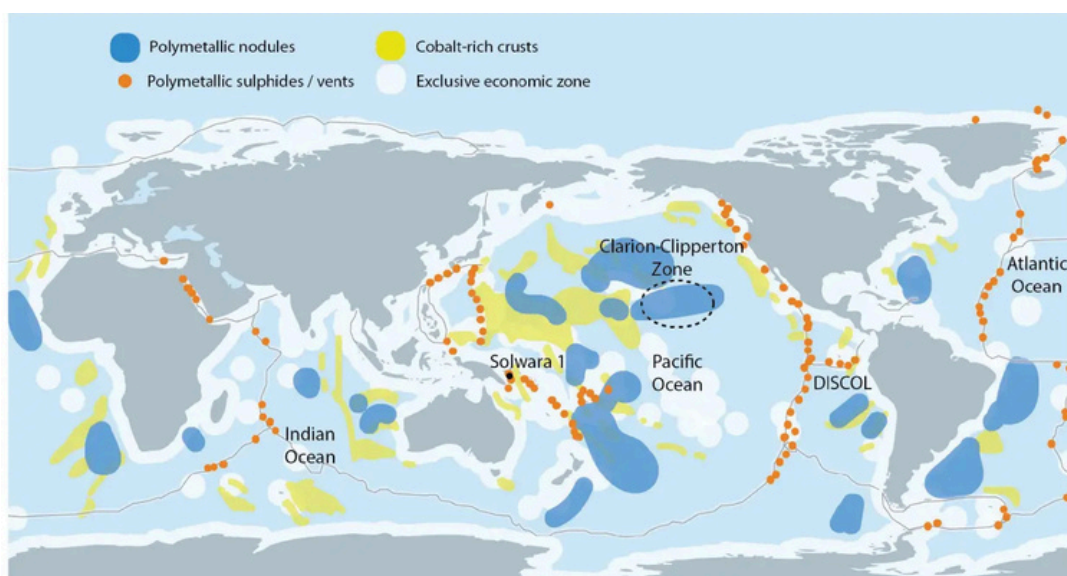 Polymetallic nodules
Cobalt-rich crusts
Polymetallic sulphides / vents
Exclusive economic zone
Clarion-Clipperton
Zone
Atlantic
Ocean
Solwara 1
Pacific
Ocean
DISCOL
Indian
Ocean